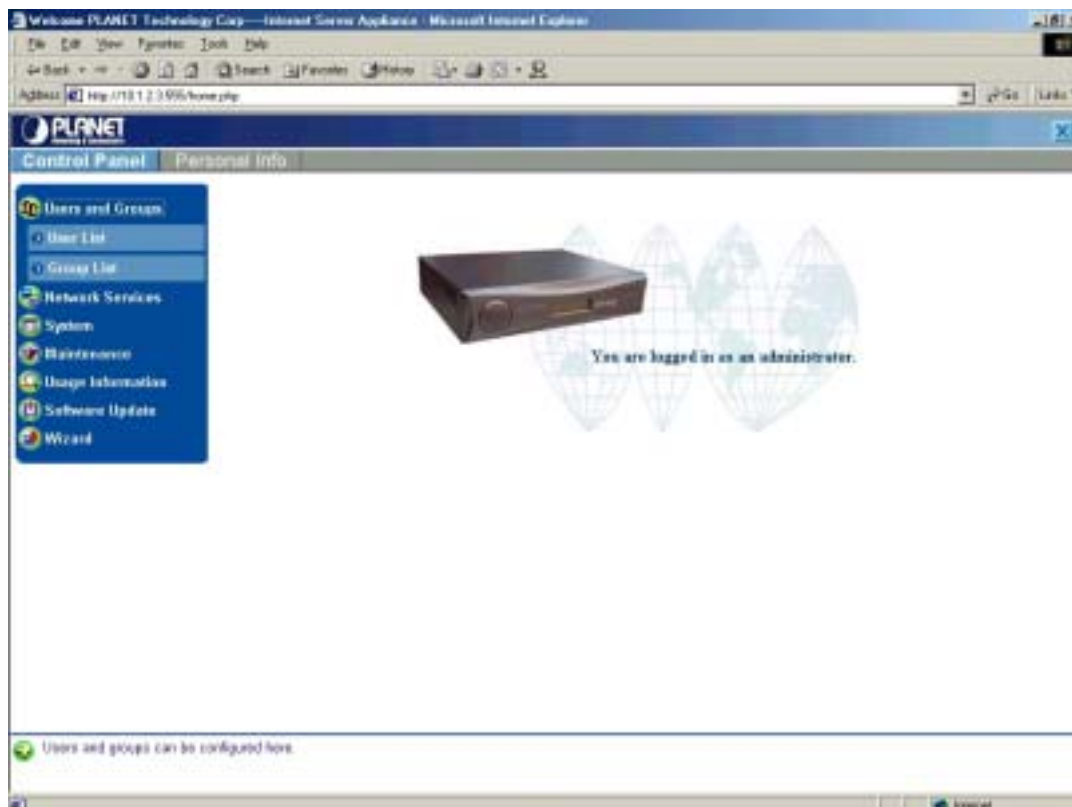 Welcome PLANET Technology Corp----Internet Server Appliance - Microsoft Internet Explorer
File Edit View Favorites Tools Help
Back Search Favorites History
Address Go Links
PLANET
Control Panel Personal Info
Users and Groups
User List
Group List
Network Services
System
Maintenance
Usage Information
Software Update
Wizard
You are logged in as an administrator.
Users and groups can be configured here.
Internet